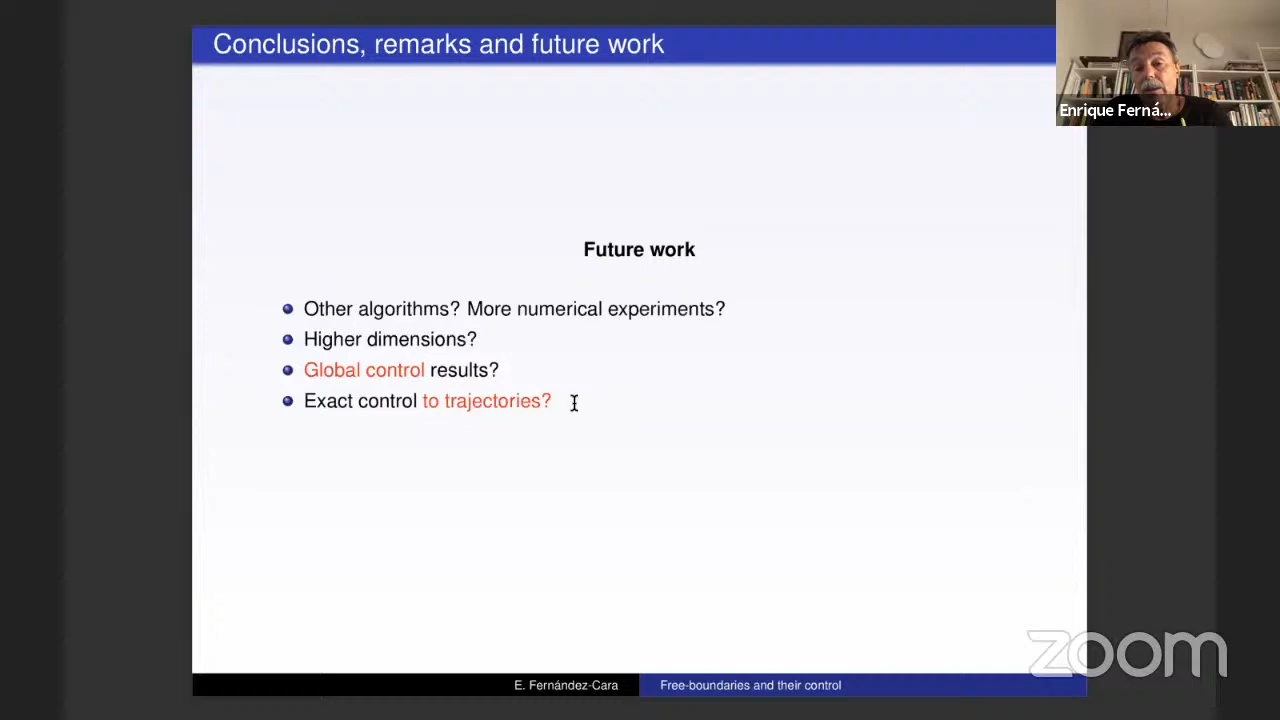 Conclusions, remarks and future work
Enrique Ferná...
Future work
Other algorithms? More numerical experiments?
Higher dimensions?
Global control results?
Exact control to trajectories?
zoom
E. Fernández-Cara
Free-boundaries and their control